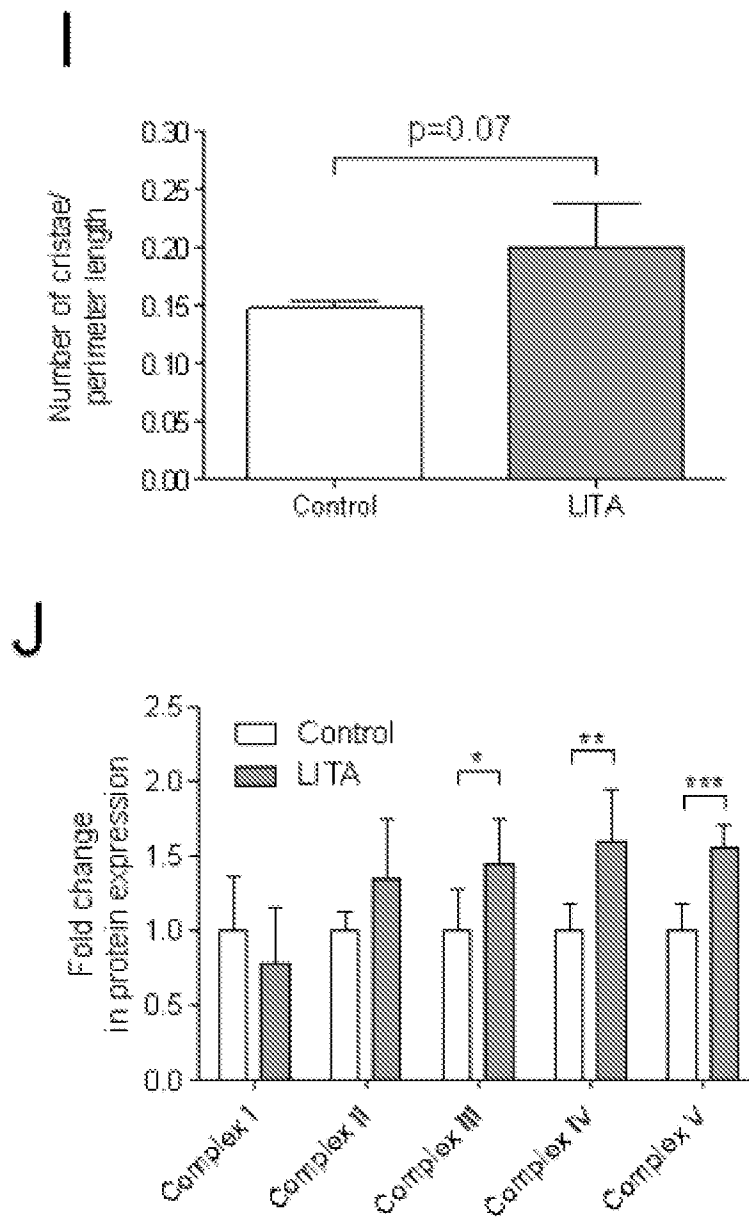 I
p=0.07
Number of cristae/
perimeter length
0.30
0.25
0.20
0.15
0.10
0.05
0.00
Control
LITA
J
Fold change
in protein expression
2.5
2.0
1.5
1.0
0.5
0.0
Control
LITA
*
**
***
Complex I
Complex II
Complex III
Complex IV
Complex V